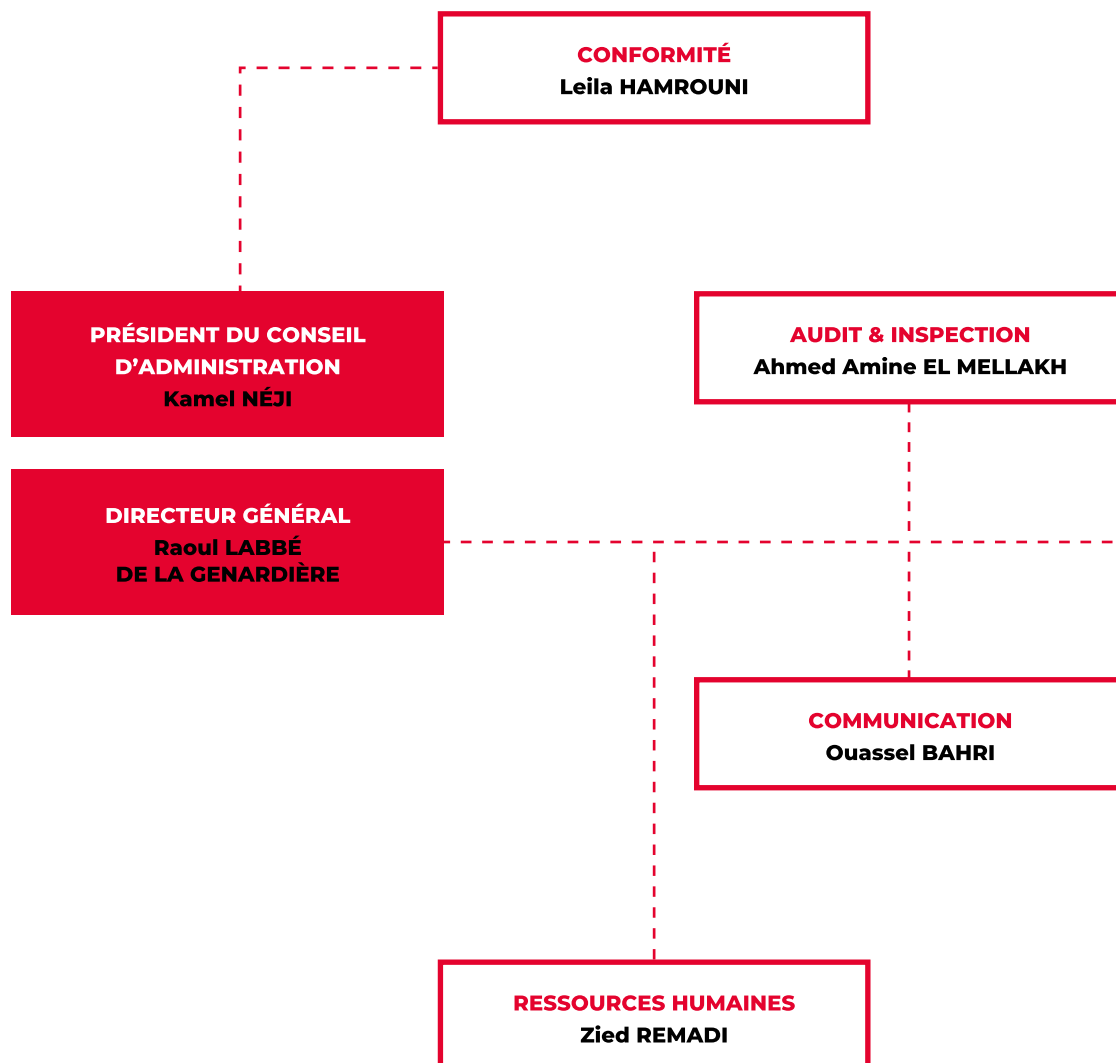 CONFORMITÉ
Leila HAMROUNI
PRÉSIDENT DU CONSEIL
D’ADMINISTRATION
Kamel NÉJI
AUDIT & INSPECTION
Ahmed Amine EL MELLAKH
DIRECTEUR GÉNÉRAL
Raoul LABBÉ
DE LA GENARDIÈRE
COMMUNICATION
Ouassel BAHRI
RESSOURCES HUMAINES
Zied REMADI